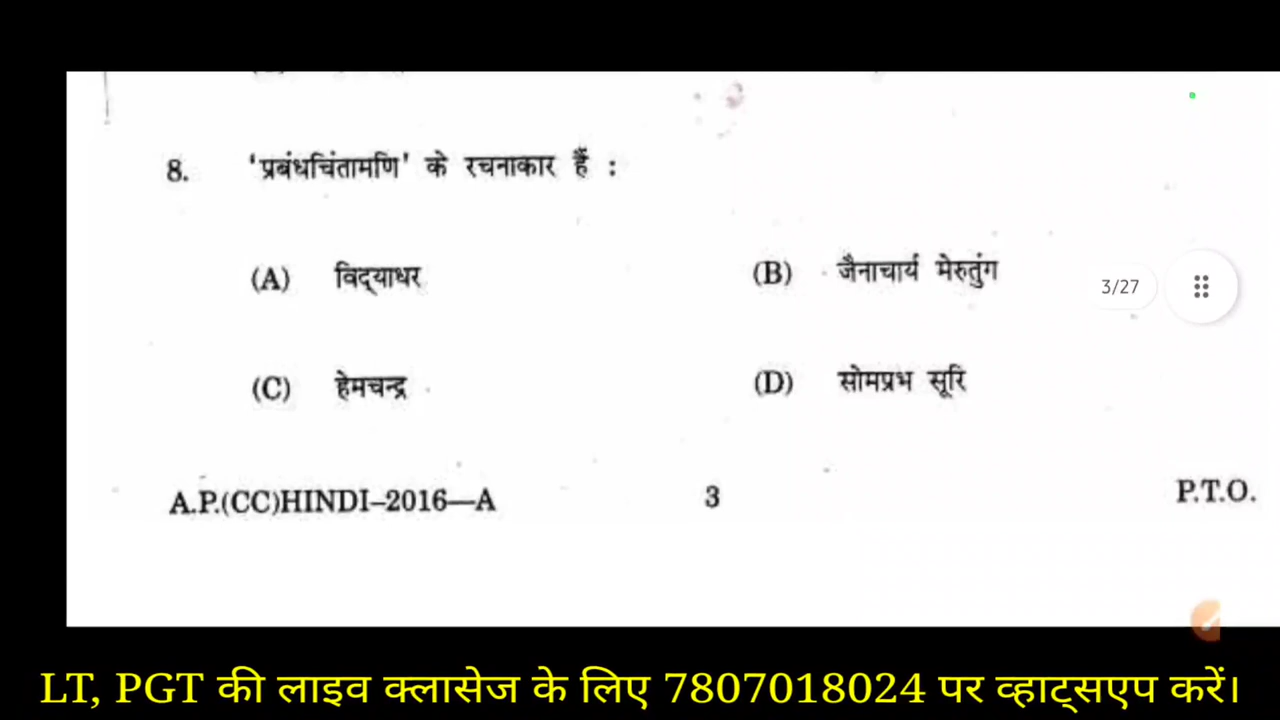 8. 'प्रबंधचिंतामणि' के रचनाकार हैं :
(A) विद्‌याधर
(B) जैनाचार्य मेरुतुंग
3/27
(C) हेमचन्द्र
(D) सोमप्रभ सूरि
A.P.(CC)HINDI–2016—A 3 P.T.O.
LT, PGT की लाइव क्लासेज के लिए 7807018024 पर व्हाट्सएप करें।